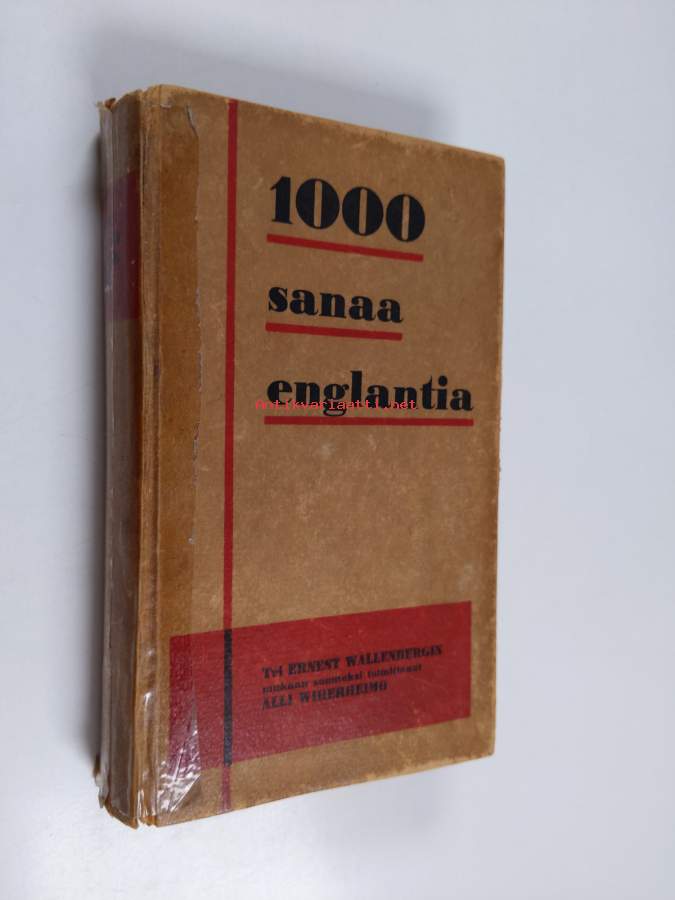 1000
sanaa
englantia
antikvariaatti.net
Tri ERNEST WALLENBERGIN
mukaan suomeksi toimittanut
ALLI WIHERHEIMO